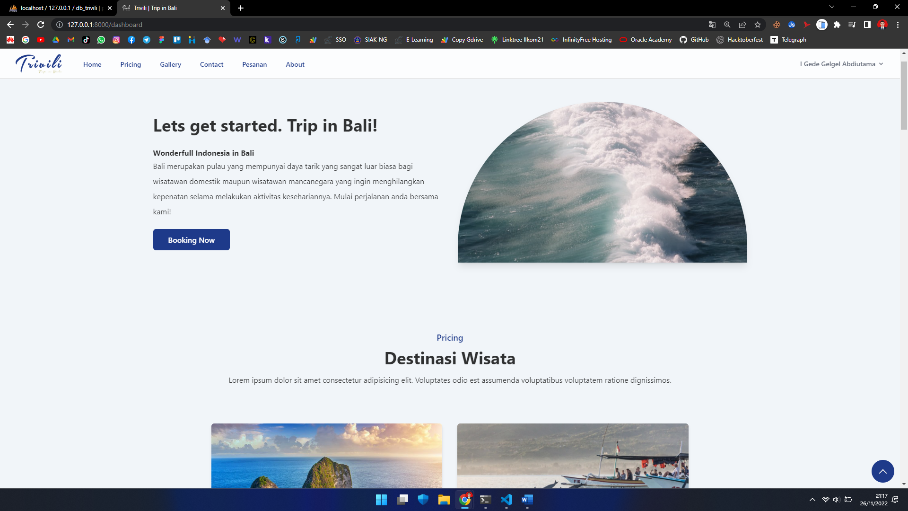 localhost / 127.0.0.1 / db_trivili |
Trivili | Trip in Bali
127.0.0.1:8000/dashboard
SSO
SIAK-NG
E-Learning
Copy Gdrive
Linktree Ilkom21
InfinityFree Hosting
Oracle Academy
GitHub
Hacktoberfest
Telegraph
Trivili
Home
Pricing
Gallery
Contact
Pesanan
About
I Gede Gelgel Abdiutama
Lets get started. Trip in Bali!
Wonderfull Indonesia in Bali
Bali merupakan pulau yang mempunyai daya tarik yang sangat luar biasa bagi
wisatawan domestik maupun wisatawan mancanegara yang ingin menghilangkan
kepenatan selama melakukan aktivitas kesehariannya. Mulai perjalanan anda bersama
kami!
Booking Now
Pricing
Destinasi Wisata
Lorem ipsum dolor sit amet consectetur adipisicing elit. Voluptates odio est assumenda voluptatibus voluptatem ratione dignissimos.
21:17
26/11/2022